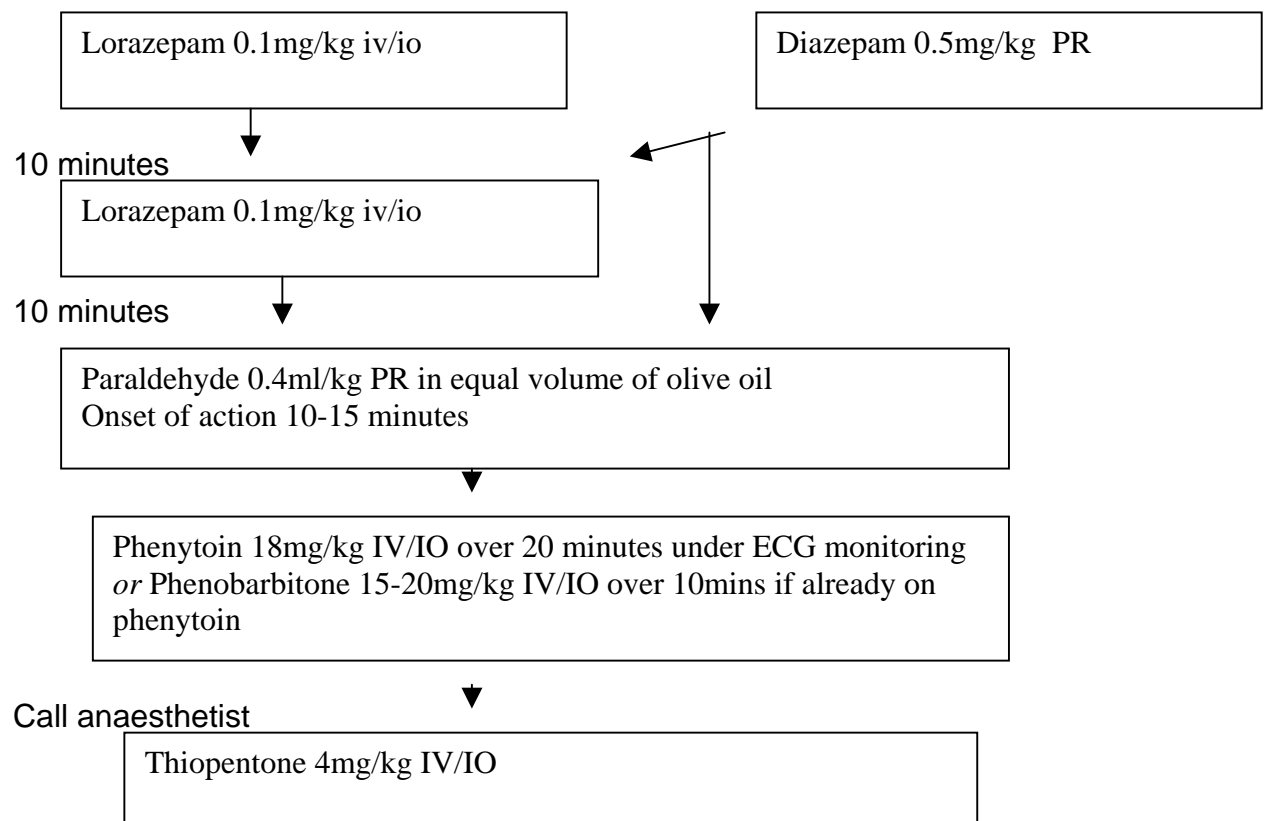 Lorazepam 0.1mg/kg iv/io
Diazepam 0.5mg/kg PR
10 minutes
Lorazepam 0.1mg/kg iv/io
10 minutes
Paraldehyde 0.4ml/kg PR in equal volume of olive oil
Onset of action 10-15 minutes
Phenytoin 18mg/kg IV/IO over 20 minutes under ECG monitoring
or Phenobarbitone 15-20mg/kg IV/IO over 10mins if already on
phenytoin
Call anaesthetist
Thiopentone 4mg/kg IV/IO